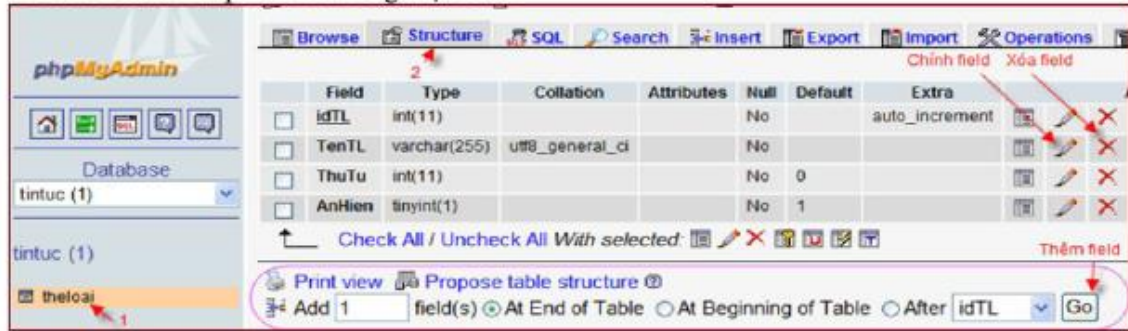 Browse Structure SQL Search Insert Export Import Operations
phpMyAdmin
2
Chỉnh field Xóa field
Field Type Collation Attributes Null Default Extra
idTL int(11) No auto_increment
TenTL varchar(255) utf8_general_ci No
Database
ThuTu int(11) No 0
tintuc (1)
AnHien tinyint(1) No 1
Check All / Uncheck All With selected:
tintuc (1)
Thêm field
Print view Propose table structure
theloai
Add 1 field(s) At End of Table At Beginning of Table After idTL Go
1